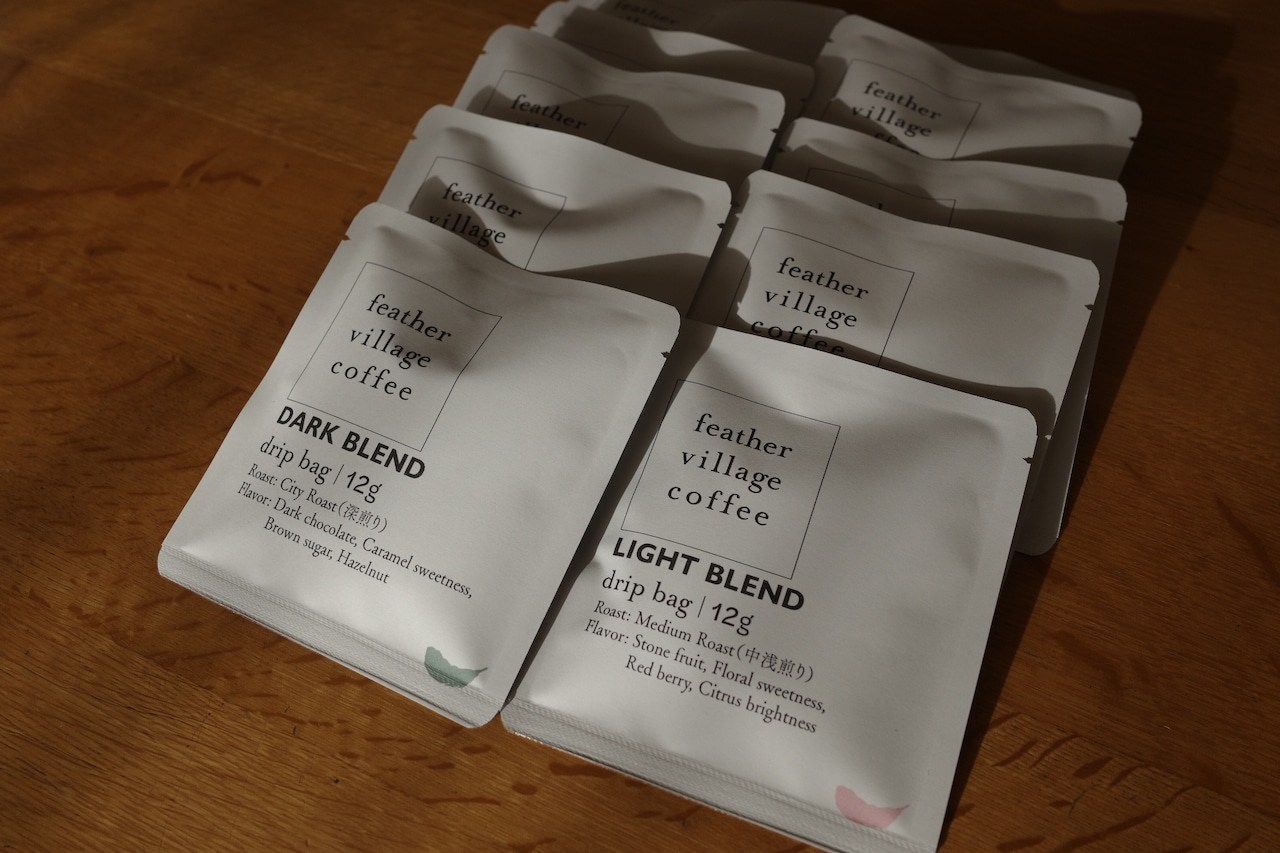 feather
feather
village
feather
village
feather
feather
village
coffee
feather
village
coffee
DARK BLEND
drip bag | 12g
Roast: City Roast (深煎り)
Flavor: Dark chocolate, Caramel sweetness,
Brown sugar, Hazelnut
feather
village
coffee
LIGHT BLEND
drip bag | 12g
Roast: Medium Roast (中浅煎り)
Flavor: Stone fruit, Floral sweetness,
Red berry, Citrus brightness